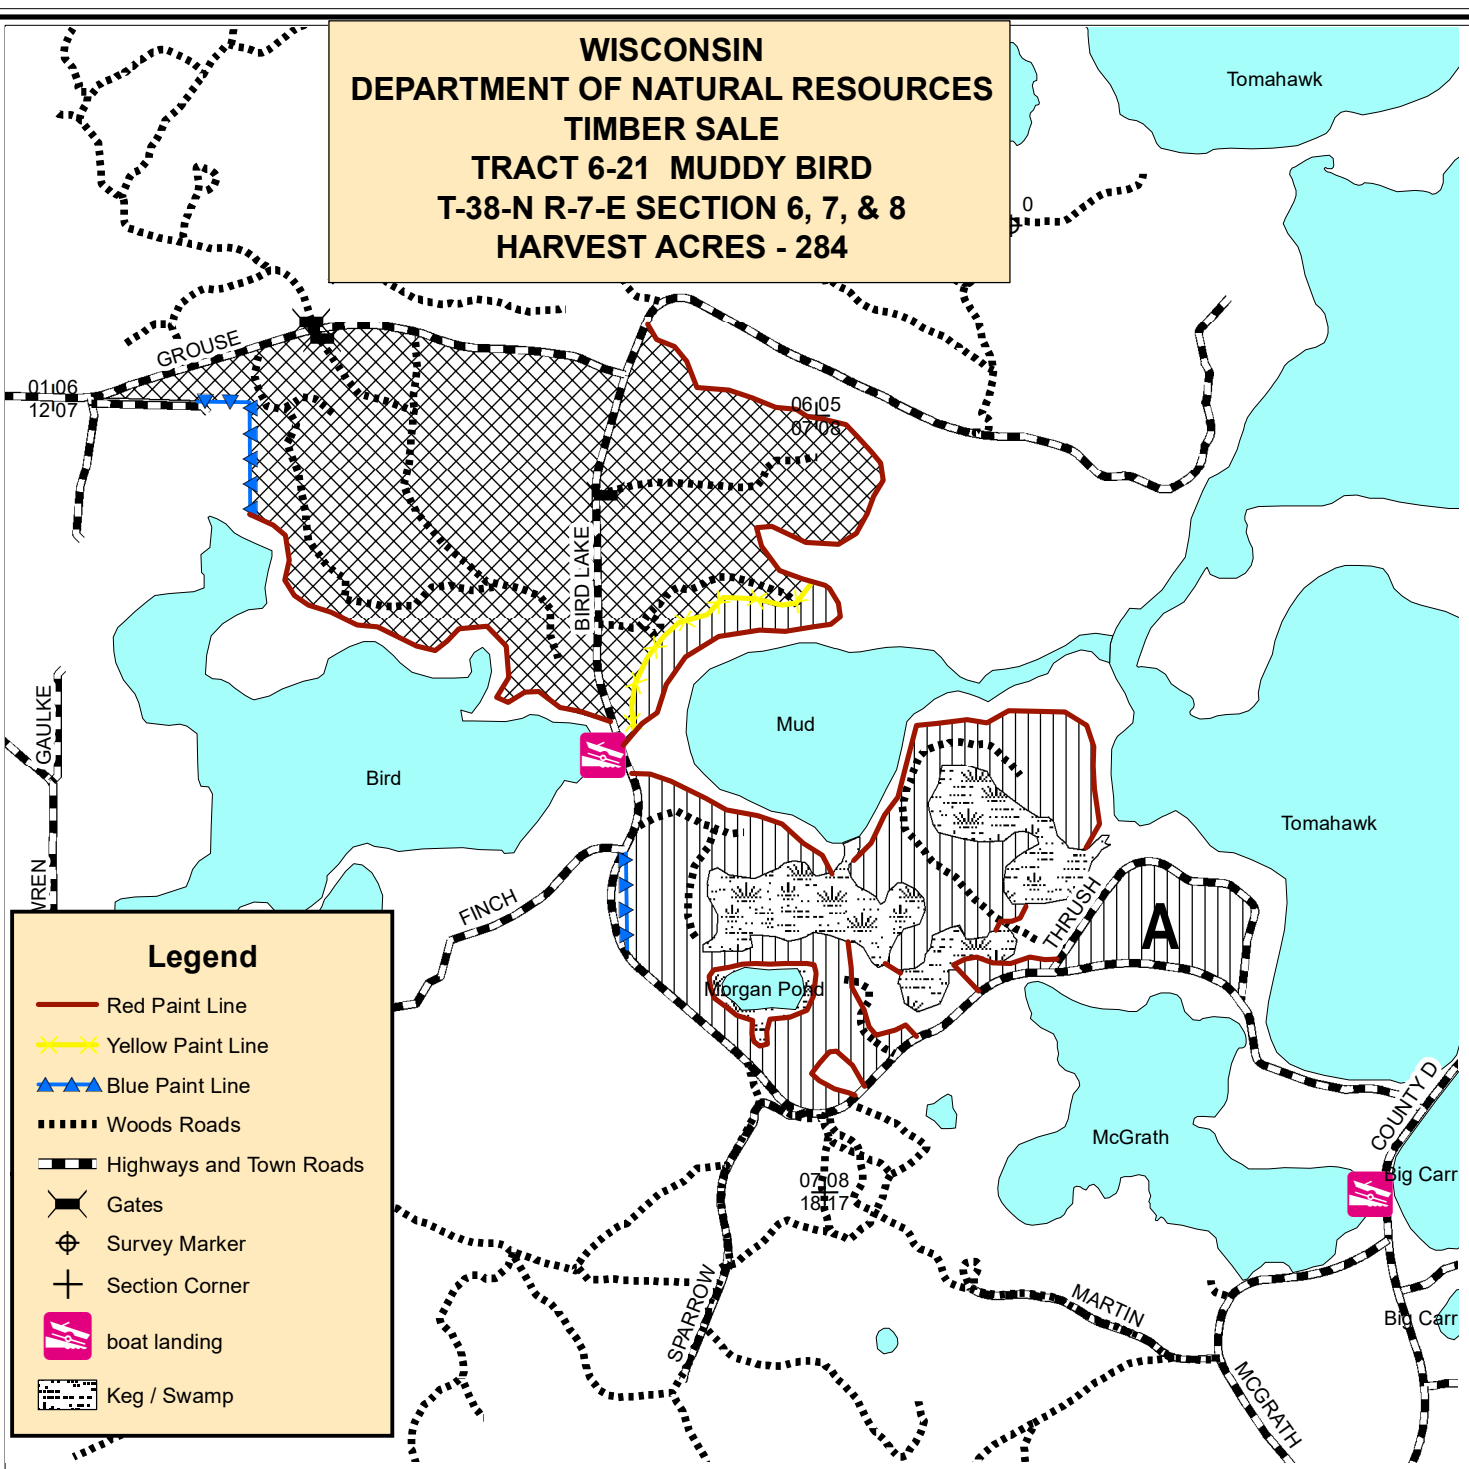 WISCONSIN
DEPARTMENT OF NATURAL RESOURCES
TIMBER SALE
TRACT 6-21 MUDDY BIRD
T-38-N R-7-E SECTION 6, 7, & 8
HARVEST ACRES - 284
Tomahawk
0
GROUSE
01 06
12 07
06 05
07 08
BIRD LAKE
GAULKE
Mud
Bird
Tomahawk
WREN
FINCH
THRUSH
A
Morgan Pond
COUNTY D
McGrath
Big Carr
07 08
18 17
SPARROW
MARTIN
Big Carr
MCGRATH
Legend
Red Paint Line
Yellow Paint Line
Blue Paint Line
Woods Roads
Highways and Town Roads
Gates
Survey Marker
Section Corner
boat landing
Keg / Swamp